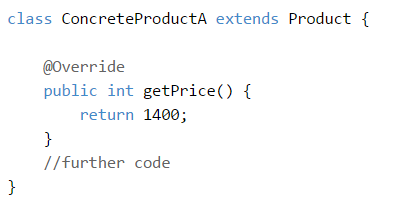 class ConcreteProductA extends Product {
@Override
public int getPrice() {
return 1400;
}
//further code
}